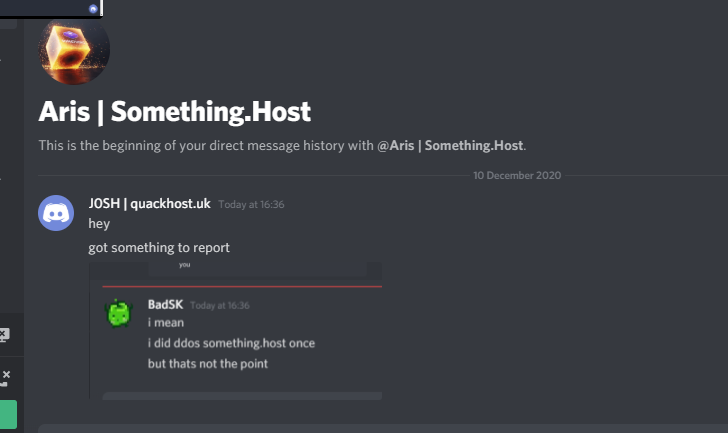 Aris | Something.Host
This is the beginning of your direct message history with @Aris | Something.Host.
10 December 2020
JOSH | quackhost.uk Today at 16:36
hey
got something to report
you
BadSK Today at 16:36
i mean
i did ddos something.host once
but thats not the point